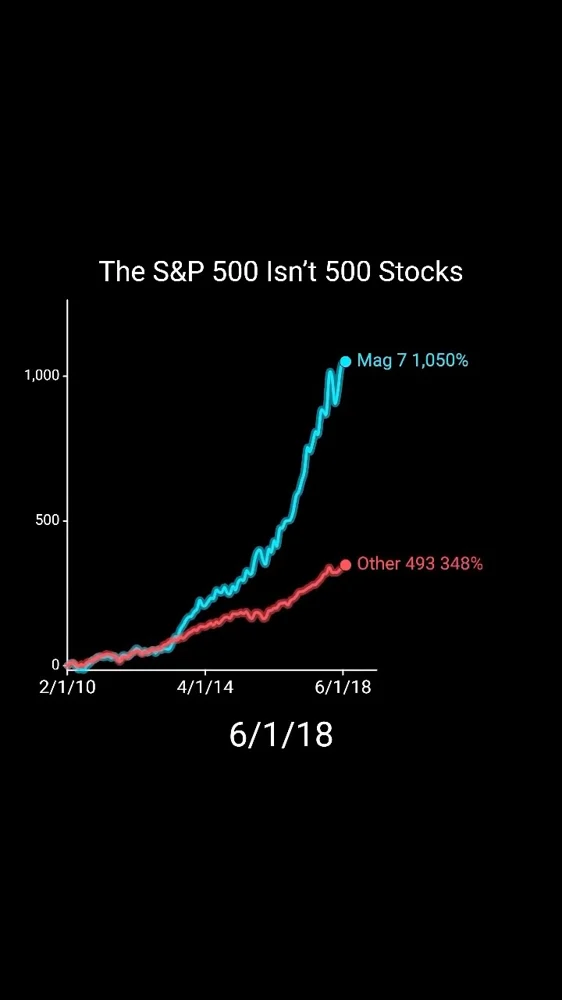 The S&P 500 Isn’t 500 Stocks
Mag 7 1,050%
1,000
500
Other 493 348%
0
2/1/10 4/1/14 6/1/18
6/1/18